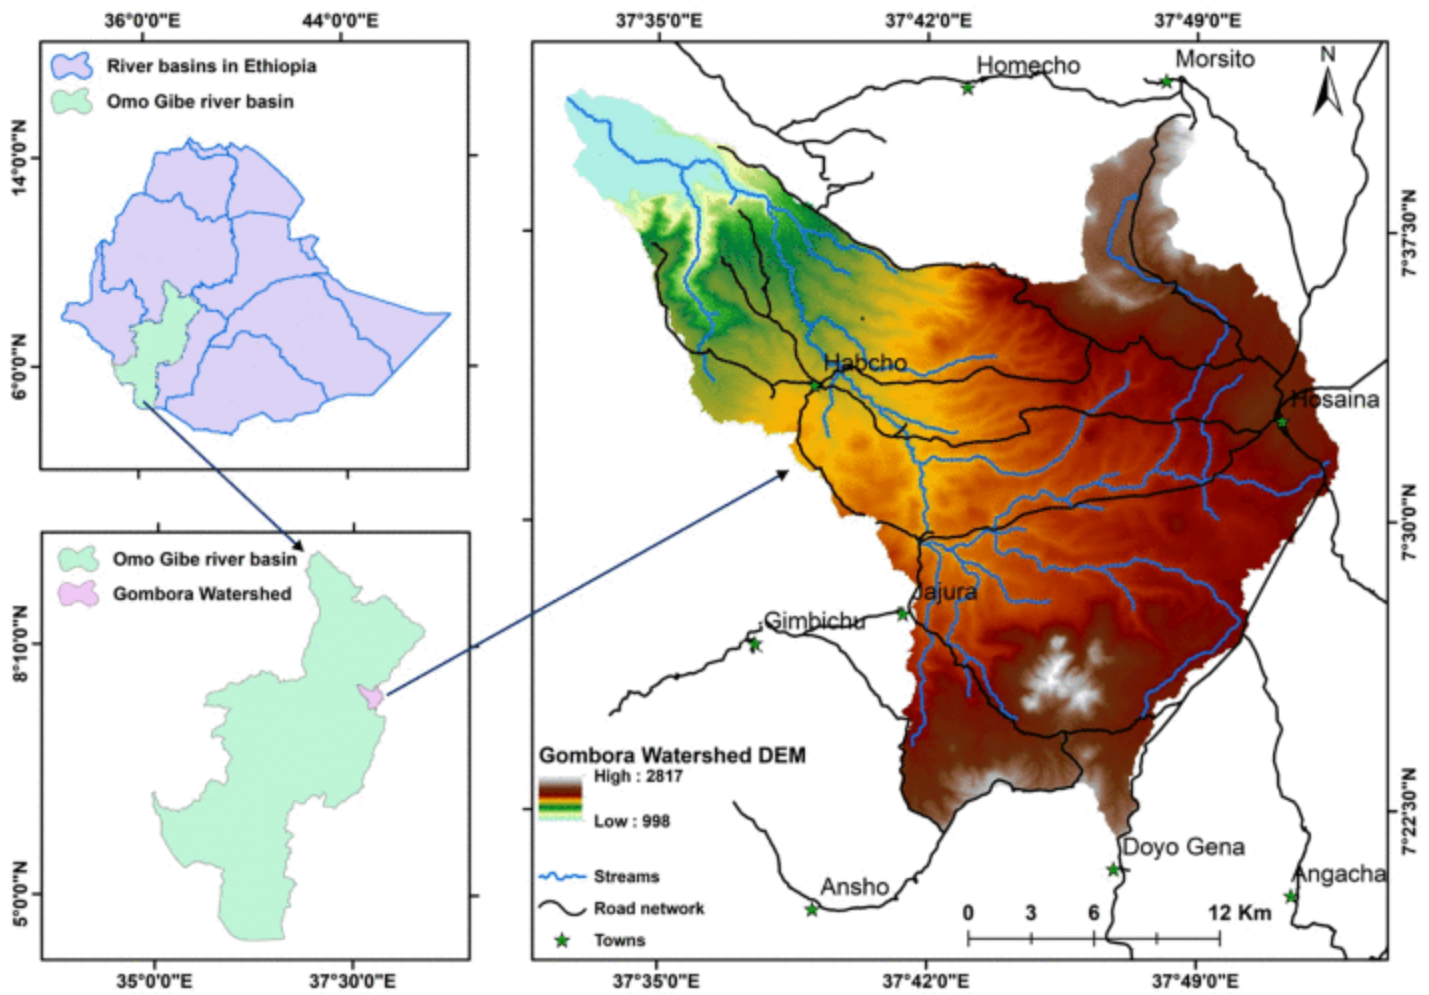 36°0'0"E 44°0'0"E
River basins in Ethiopia
Omo Gibe river basin
14°0'0"N
6°0'0"N
Omo Gibe river basin
Gombora Watershed
8°10'0"N
5°0'0"N
35°0'0"E 37°30'0"E
37°35'0"E 37°42'0"E 37°49'0"E
N
Homecho
Morsito
7°37'30"N
Habcho
Hosaina
7°30'0"N
Jajura
Gimbichu
Gombora Watershed DEM
High : 2817
Low : 998
7°22'30"N
Doyo Gena
Angacha
Ansho
Streams
Road network
Towns
0 3 6 12 Km
37°35'0"E 37°42'0"E 37°49'0"E